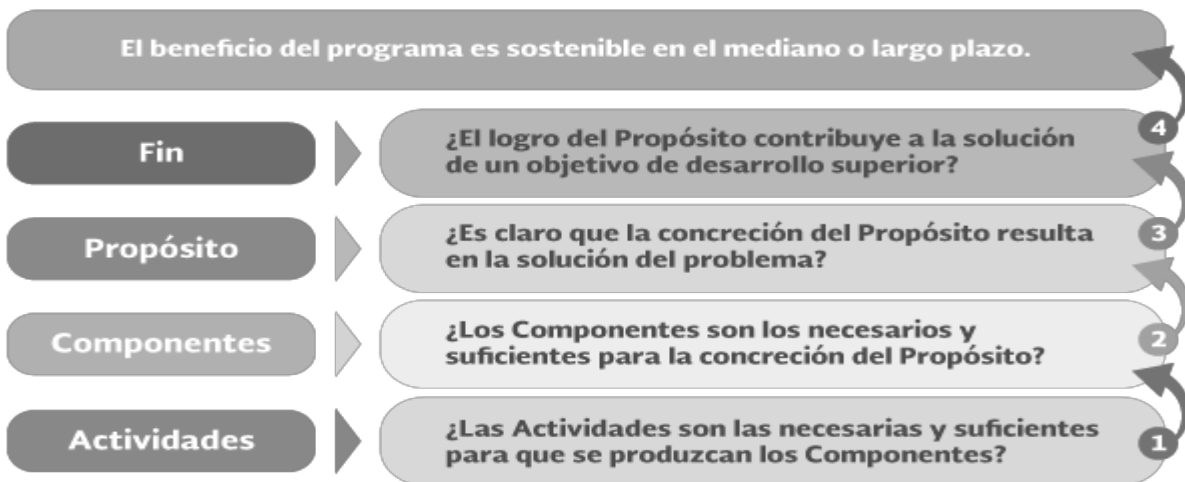 El beneficio del programa es sostenible en el mediano o largo plazo.
Fin
¿El logro del Propósito contribuye a la solución
de un objetivo de desarrollo superior?
4
Propósito
¿Es claro que la concreción del Propósito resulta
en la solución del problema?
3
Componentes
¿Los Componentes son los necesarios y
suficientes para la concreción del Propósito?
2
Actividades
¿Las Actividades son las necesarias y suficientes
para que se produzcan los Componentes?
1